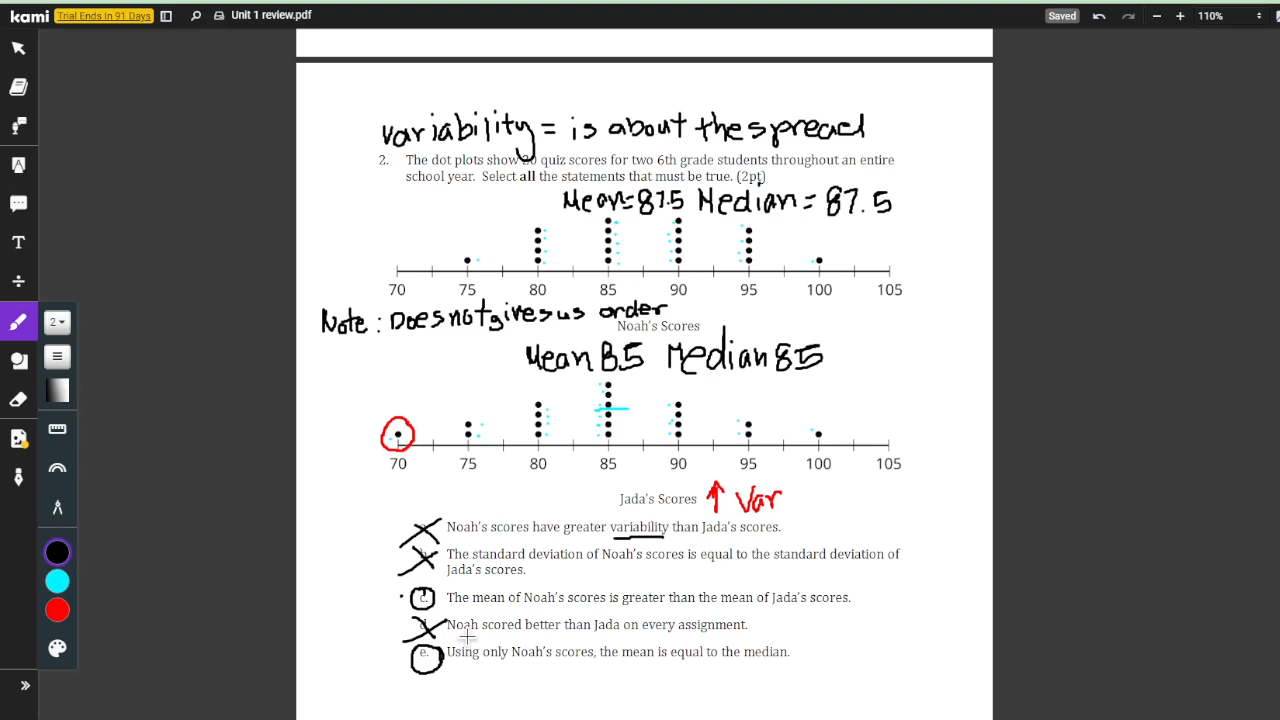 kami Trial Ends In 91 Days Unit 1 review.pdf Saved 110%
variability = is about the spread
2. The dot plots show 20 quiz scores for two 6th grade students throughout an entire
school year. Select all the statements that must be true. (2pt)
Mean=87.5 Median = 87.5
70 75 80 85 90 95 100 105
Note: Does not gives us order
Noah's Scores
Mean 85 Median 85
70 75 80 85 90 95 100 105
Jada's Scores ↑ Var
Noah's scores have greater variability than Jada's scores.
b. The standard deviation of Noah's scores is equal to the standard deviation of
Jada's scores.
c. The mean of Noah's scores is greater than the mean of Jada's scores.
d. Noah scored better than Jada on every assignment.
e. Using only Noah's scores, the mean is equal to the median.
T
2